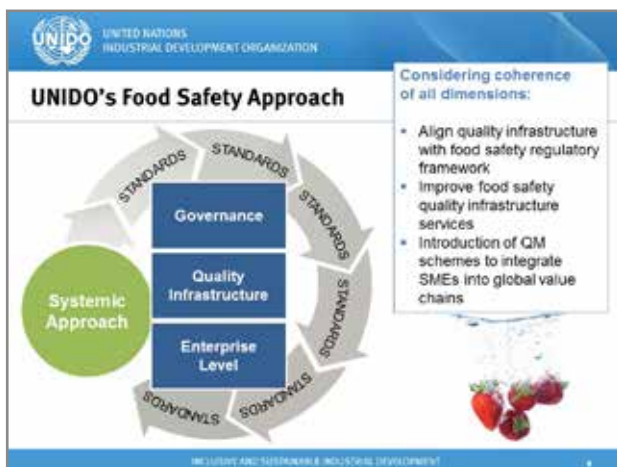 UNIDO
UNITED NATIONS
INDUSTRIAL DEVELOPMENT ORGANIZATION
UNIDO's Food Safety Approach
Considering coherence
of all dimensions:
• Align quality infrastructure
with food safety regulatory
framework
• Improve food safety
quality infrastructure
services
• Introduction of QM
schemes to integrate
SMEs into global value
chains
STANDARDS
STANDARDS
STANDARDS
STANDARDS
STANDARDS
STANDARDS
Governance
Quality
Infrastructure
Enterprise
Level
Systemic
Approach
INCLUSIVE AND SUSTAINABLE INDUSTRIAL DEVELOPMENT